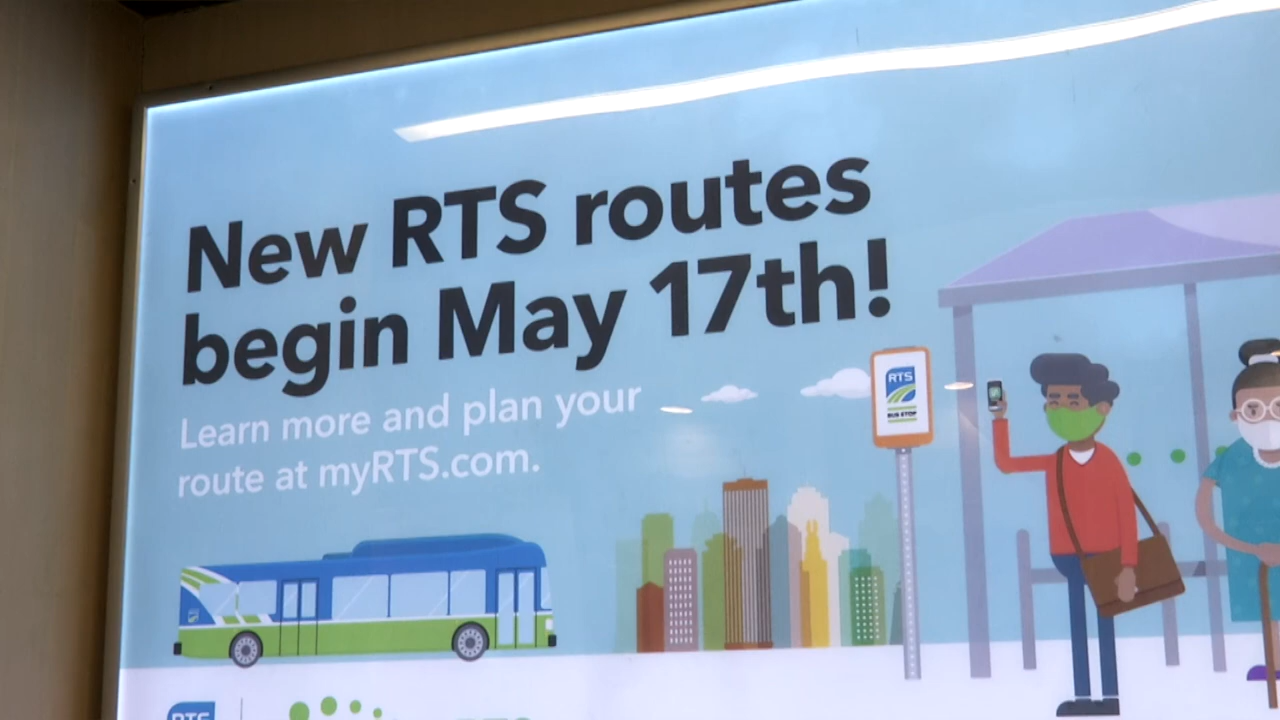 New RTS routes
begin May 17th!
Learn more and plan your
route at myRTS.com.
RTS
BUS STOP
RTS